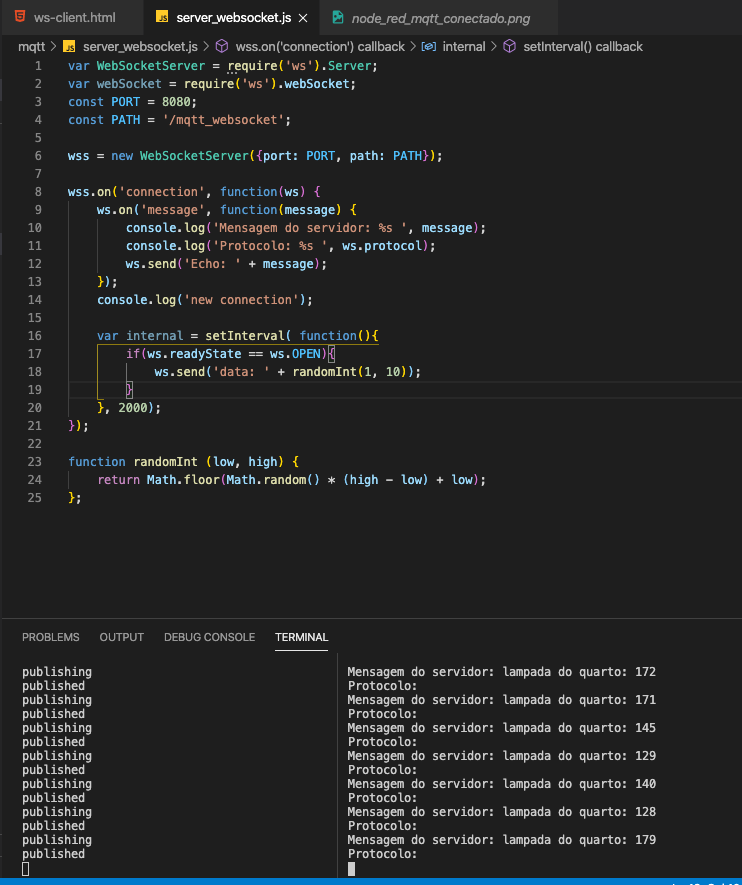 ws-client.html
server_websocket.js
node_red_mqtt_conectado.png
mqtt > server_websocket.js > wss.on('connection') callback > internal > setInterval() callback
1 var WebSocketServer = require('ws').Server;
2 var webSocket = require('ws').webSocket;
3 const PORT = 8080;
4 const PATH = '/mqtt_websocket';
5
6 wss = new WebSocketServer({port: PORT, path: PATH});
7
8 wss.on('connection', function(ws) {
9     ws.on('message', function(message) {
10         console.log('Mensagem do servidor: %s ', message);
11         console.log('Protocolo: %s ', ws.protocol);
12         ws.send('Echo: ' + message);
13     });
14     console.log('new connection');
15
16     var internal = setInterval( function(){
17         if(ws.readyState == ws.OPEN){
18             ws.send('data: ' + randomInt(1, 10));
19         }
20     }, 2000);
21 });
22
23 function randomInt (low, high) {
24     return Math.floor(Math.random() * (high - low) + low);
25 };
PROBLEMS OUTPUT DEBUG CONSOLE TERMINAL
publishing
published
publishing
published
publishing
published
publishing
published
publishing
published
publishing
published
publishing
published
Mensagem do servidor: lampada do quarto: 172
Protocolo:
Mensagem do servidor: lampada do quarto: 171
Protocolo:
Mensagem do servidor: lampada do quarto: 145
Protocolo:
Mensagem do servidor: lampada do quarto: 129
Protocolo:
Mensagem do servidor: lampada do quarto: 140
Protocolo:
Mensagem do servidor: lampada do quarto: 128
Protocolo:
Mensagem do servidor: lampada do quarto: 179
Protocolo: